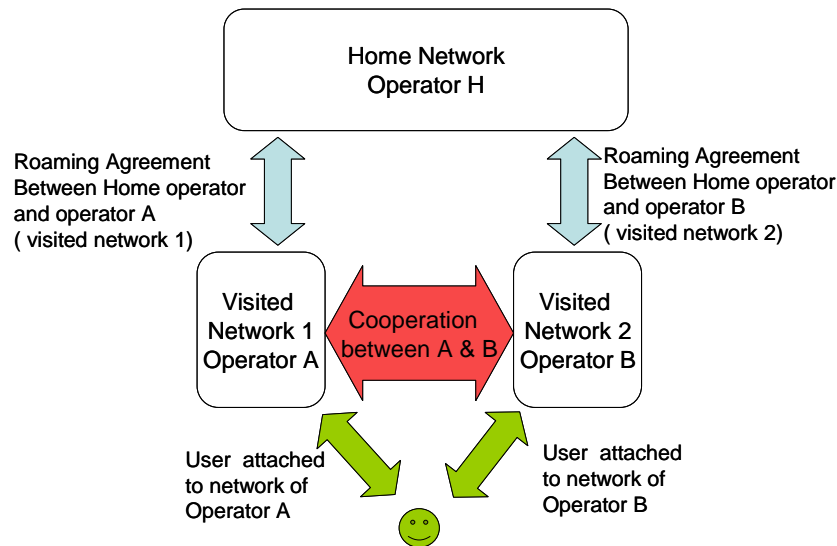 Home Network
Operator H
Roaming Agreement
Between Home operator
and operator A
( visited network 1)
Roaming Agreement
Between Home operator
and operator B
( visited network 2)
Visited
Network 1
Operator A
Cooperation
between A & B
Visited
Network 2
Operator B
User attached
to network of
Operator A
User attached
to network of
Operator B